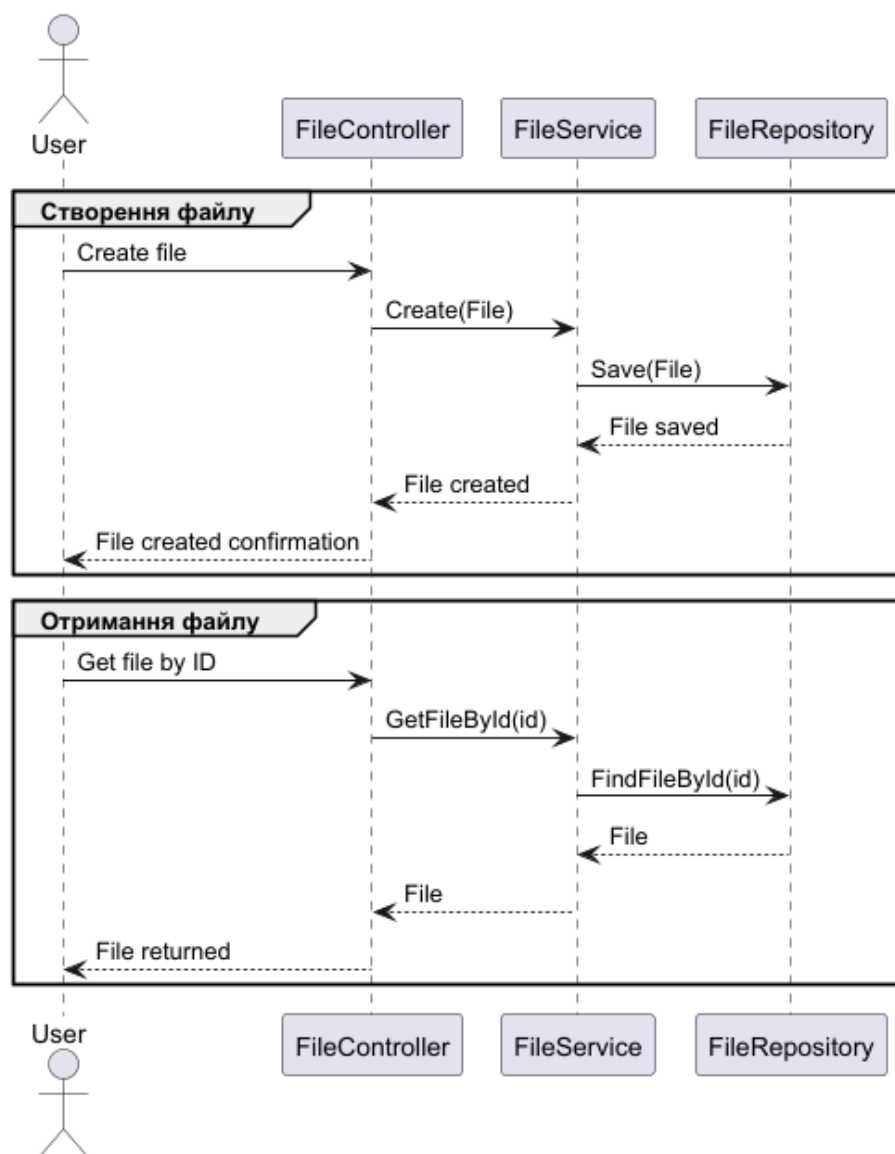 User
FileController
FileService
FileRepository
Створення файлу
Create file
Create(File)
Save(File)
File saved
File created
File created confirmation
Отримання файлу
Get file by ID
GetFileById(id)
FindFileById(id)
File
File
File returned
User
FileController
FileService
FileRepository